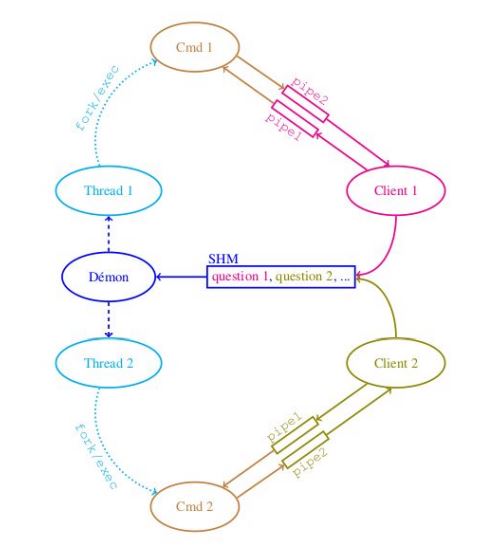 Cmd 1
fork/exec
pipe2
pipe1
Thread 1
Client 1
SHM
Démon
question 1, question 2, ...
Thread 2
Client 2
pipe1
fork/exec
pipe2
Cmd 2